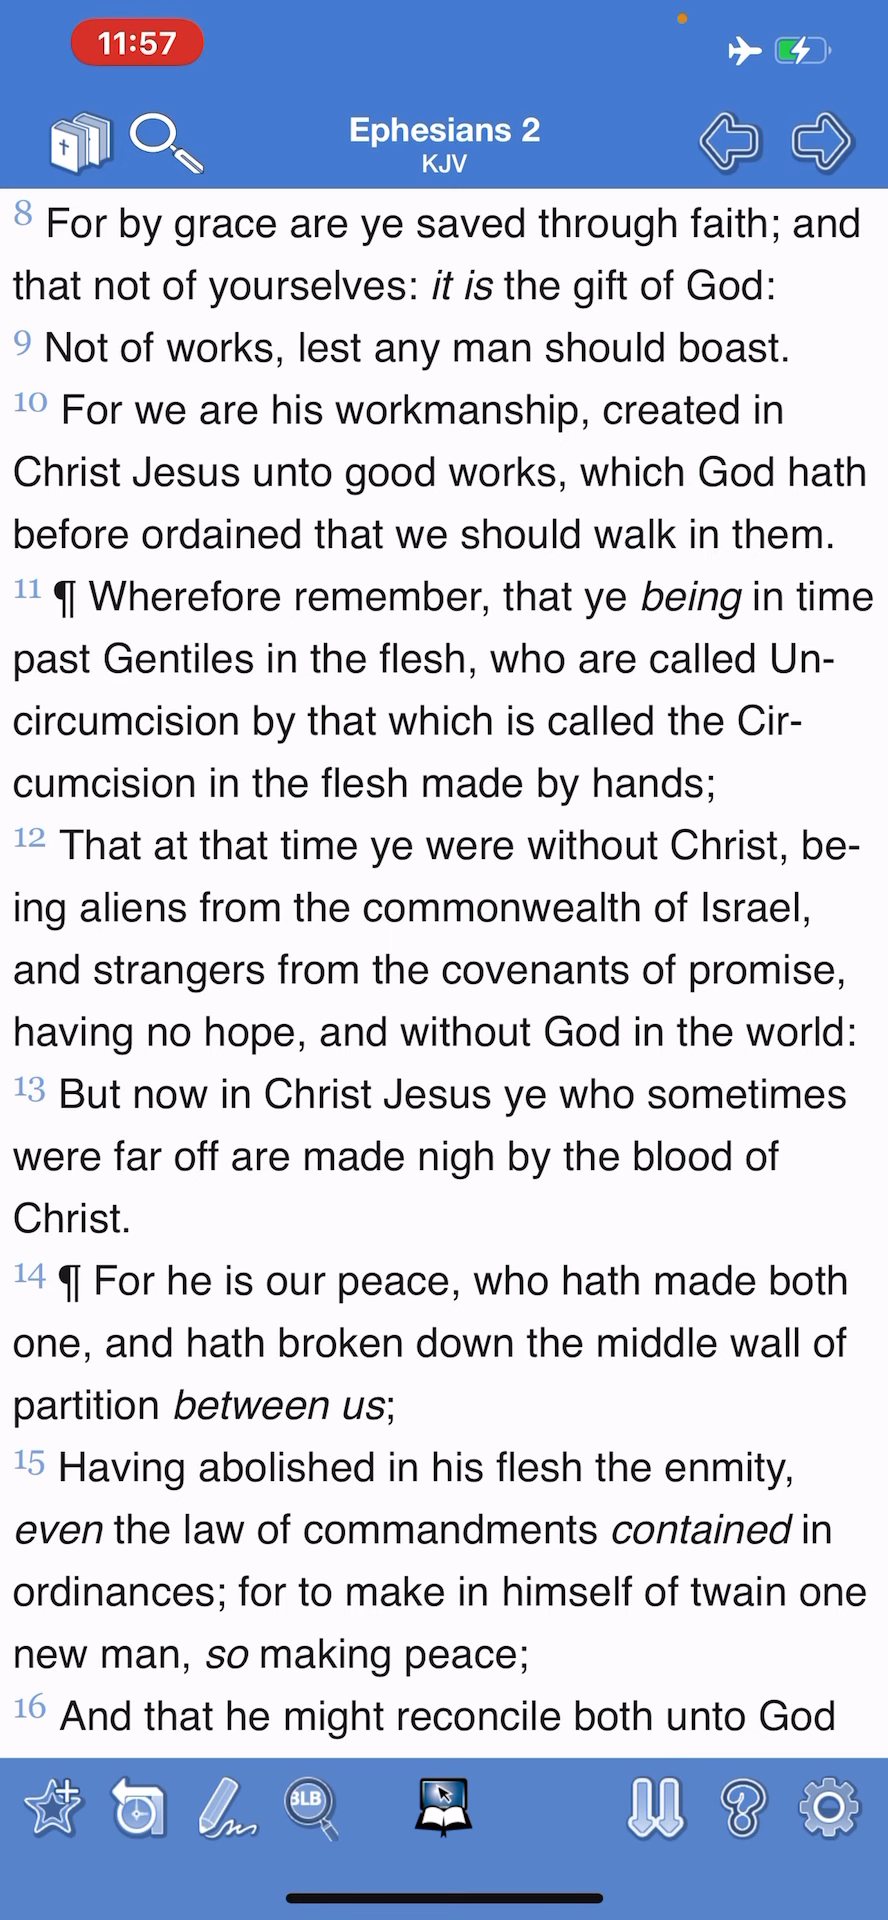 11:57
Ephesians 2
KJV
8 For by grace are ye saved through faith; and
that not of yourselves: it is the gift of God:
9 Not of works, lest any man should boast.
10 For we are his workmanship, created in
Christ Jesus unto good works, which God hath
before ordained that we should walk in them.
11 ¶ Wherefore remember, that ye being in time
past Gentiles in the flesh, who are called Un-
circumcision by that which is called the Cir-
cumcision in the flesh made by hands;
12 That at that time ye were without Christ, be-
ing aliens from the commonwealth of Israel,
and strangers from the covenants of promise,
having no hope, and without God in the world:
13 But now in Christ Jesus ye who sometimes
were far off are made nigh by the blood of
Christ.
14 ¶ For he is our peace, who hath made both
one, and hath broken down the middle wall of
partition between us;
15 Having abolished in his flesh the enmity,
even the law of commandments contained in
ordinances; for to make in himself of twain one
new man, so making peace;
16 And that he might reconcile both unto God
BLB